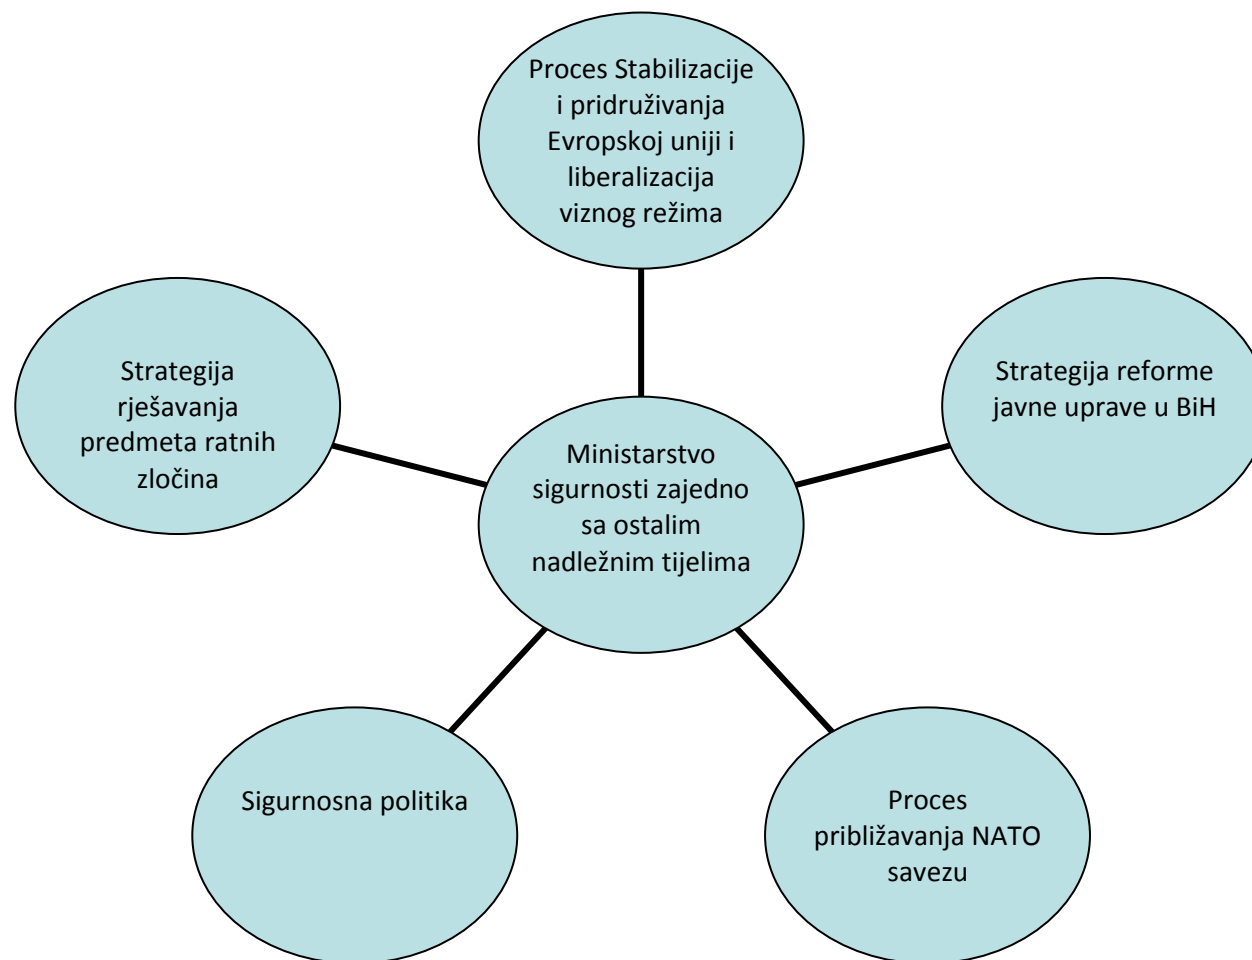 Proces Stabilizacije
i pridruživanja
Evropskoj uniji i
liberalizacija
viznog režima
Strategija
rješavanja
predmeta ratnih
zločina
Strategija reforme
javne uprave u BiH
Ministarstvo
sigurnosti zajedno
sa ostalim
nadležnim tijelima
Sigurnosna politika
Proces
približavanja NATO
savezu